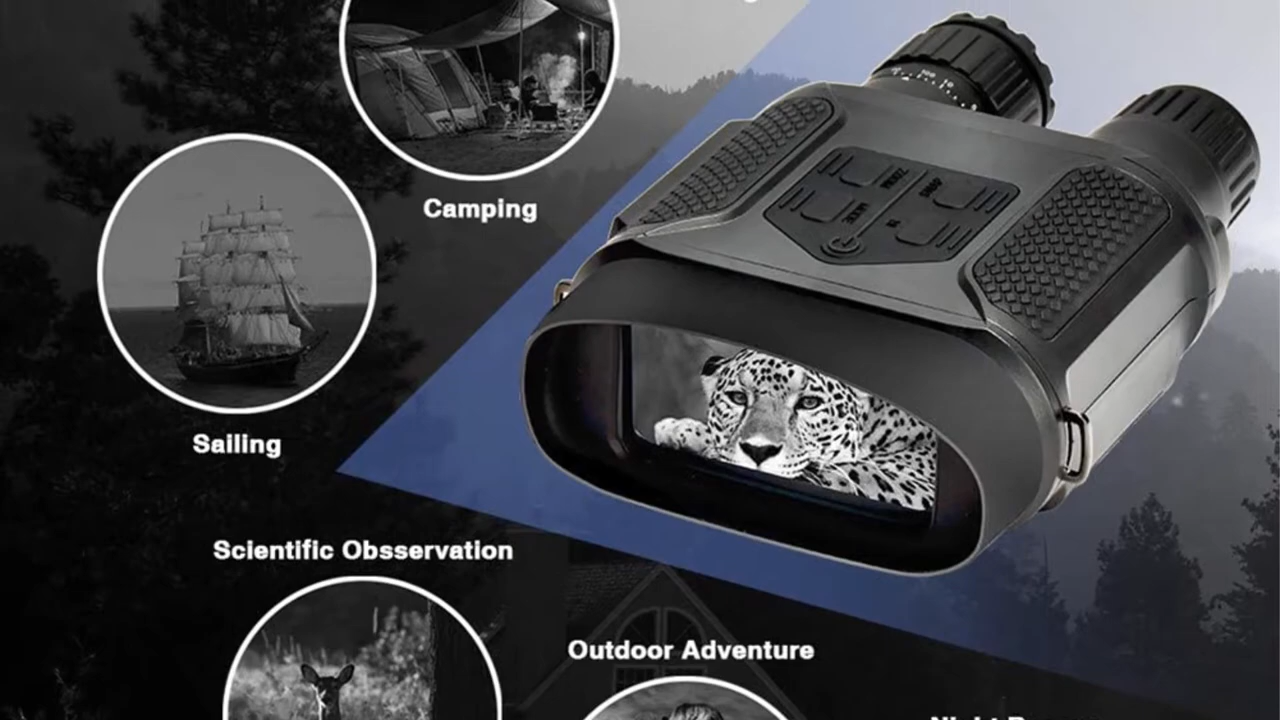 Camping
Sailing
Scientific Obsservation
Outdoor Adventure